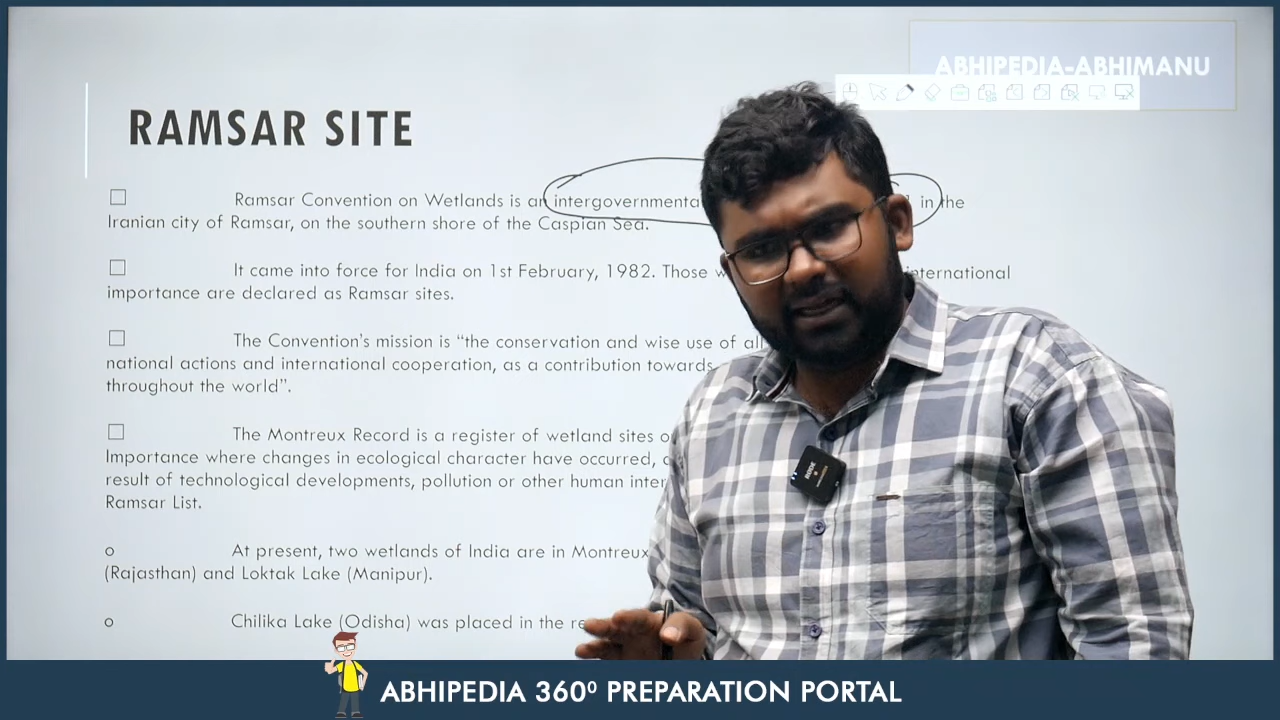 ABHIPEDIA-ABHIMANU
RAMSAR SITE
Ramsar Convention on Wetlands is an intergovernmenta 1 in the
Iranian city of Ramsar, on the southern shore of the Caspian Sea.
It came into force for India on 1st February, 1982. Those w international
importance are declared as Ramsar sites.
The Convention's mission is “the conservation and wise use of all
national actions and international cooperation, as a contribution towards
throughout the world”.
The Montreux Record is a register of wetland sites o
Importance where changes in ecological character have occurred,
result of technological developments, pollution or other human inter
Ramsar List.
o At present, two wetlands of India are in Montreux
(Rajasthan) and Loktak Lake (Manipur).
o Chilika Lake (Odisha) was placed in the re
ABHIPEDIA 360⁰ PREPARATION PORTAL